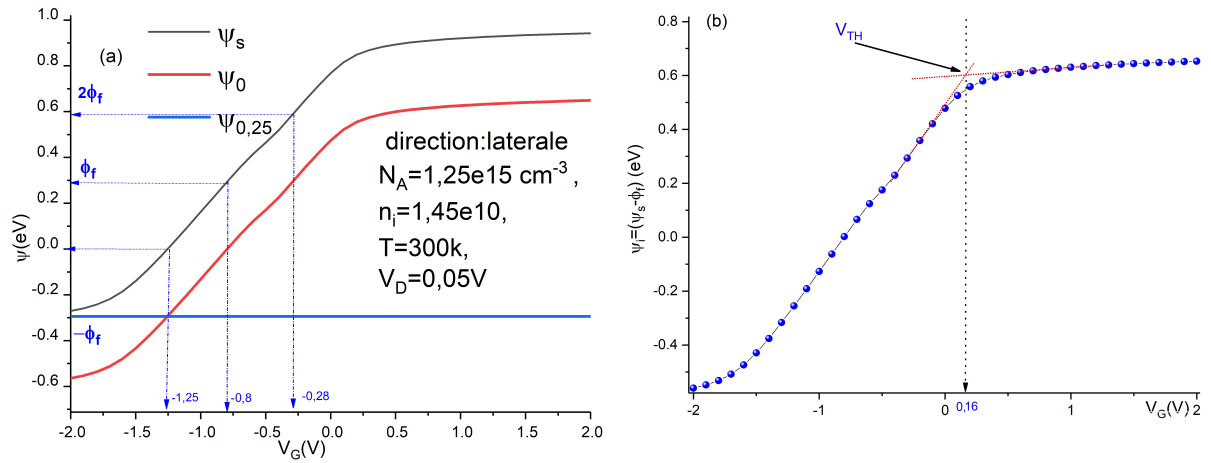 (a)
ψs
ψ0
ψ0,25
1.0
0.8
0.6
0.4
0.2
0.0
-0.2
-0.4
-0.6
ψ(eV)
2ϕf
ϕf
−ϕf
direction:laterale
NA=1,25e15 cm-3 ,
ni=1,45e10,
T=300k,
VD=0,05V
-1,25
-0,8
-0,28
-2.0 -1.5 -1.0 -0.5 0.0 0.5 1.0 1.5 2.0
VG(V)
(b)
VTH
0.8
0.6
0.4
0.2
0.0
-0.2
-0.4
ψi=(ψs-ϕf) (eV)
-2 -1 0 0,16 1 VG(V) 2